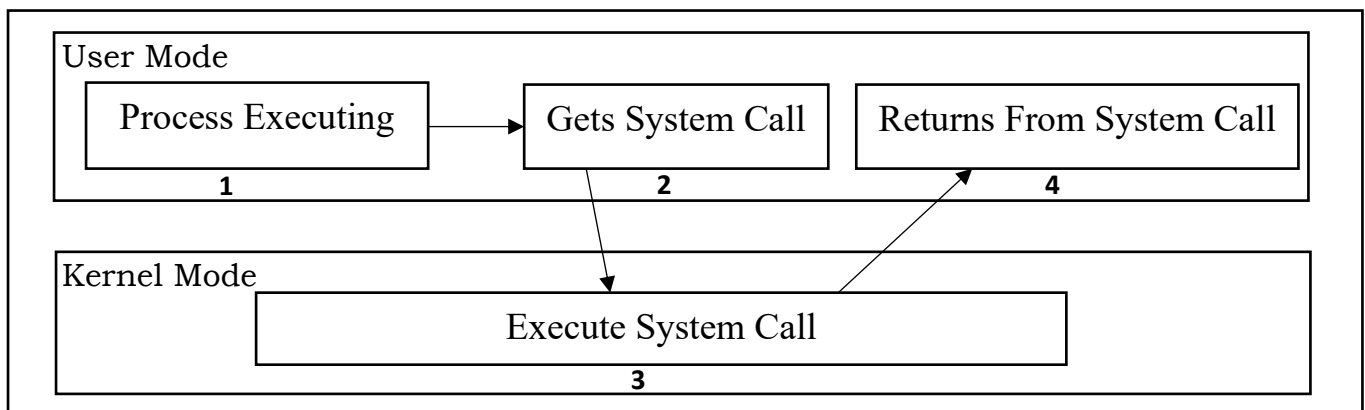 User Mode
Process Executing
Gets System Call
Returns From System Call
1
2
4
Kernel Mode
Execute System Call
3